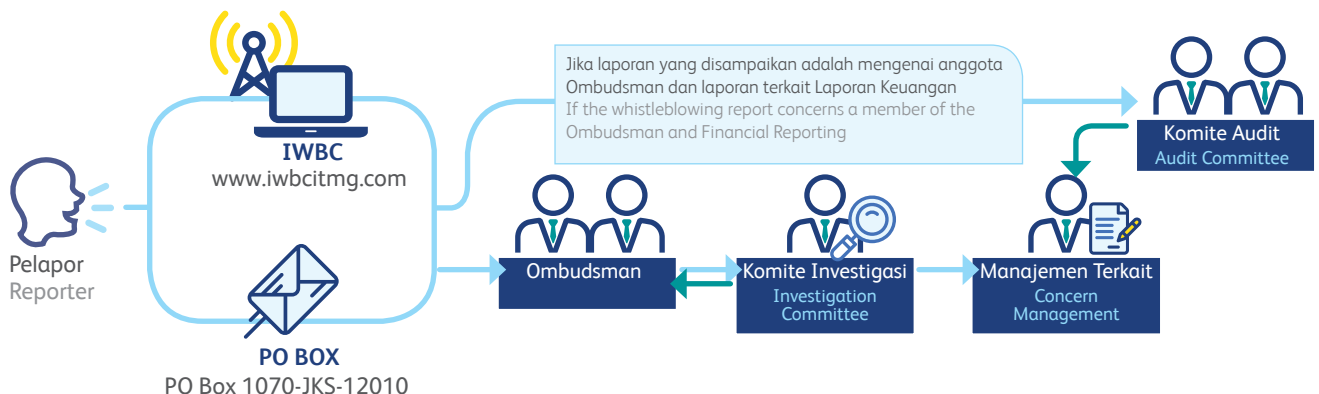 Pelapor
Reporter
IWBC
www.iwbcitmg.com
PO BOX
PO Box 1070-JKS-12010
Jika laporan yang disampaikan adalah mengenai anggota
Ombudsman dan laporan terkait Laporan Keuangan
If the whistleblowing report concerns a member of the
Ombudsman and Financial Reporting
Komite Audit
Audit Committee
Ombudsman
Komite Investigasi
Investigation
Committee
Manajemen Terkait
Concern
Management